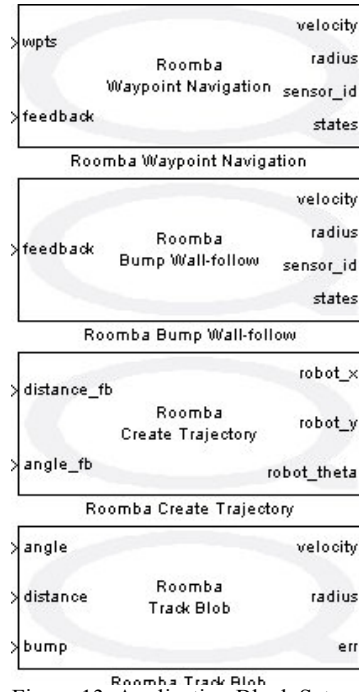 wpts
feedback
Roomba
Waypoint Navigation
velocity
radius
sensor_id
states
Roomba Waypoint Navigation
feedback
Roomba
Bump Wall-follow
velocity
radius
sensor_id
states
Roomba Bump Wall-follow
distance_fb
angle_fb
Roomba
Create Trajectory
robot_x
robot_y
robot_theta
Roomba Create Trajectory
angle
distance
bump
Roomba
Track Blob
velocity
radius
err
Roomba Track Blob